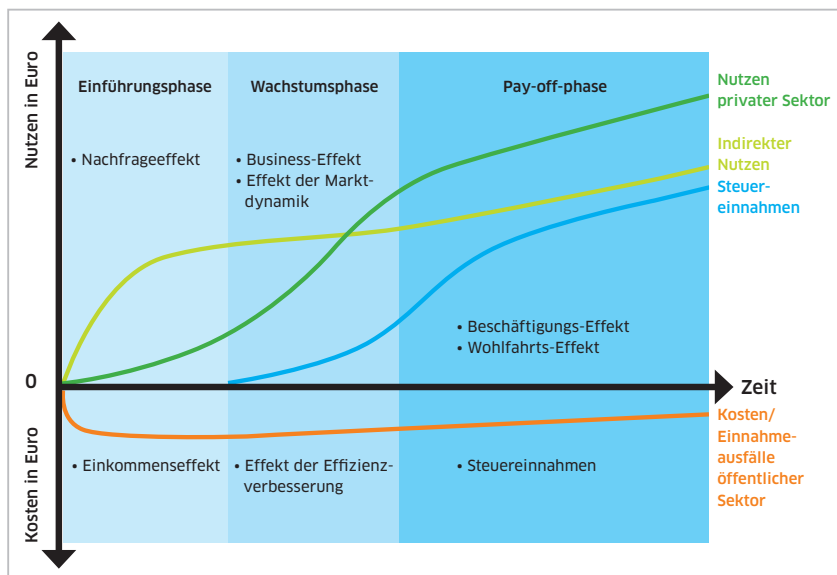 Nutzen in Euro
Kosten in Euro
0
Zeit
Einführungsphase
• Nachfrageeffekt
• Einkommenseffekt
Wachstumsphase
• Business-Effekt
• Effekt der Markt-
dynamik
• Effekt der Effizienz-
verbesserung
Pay-off-phase
• Beschäftigungs-Effekt
• Wohlfahrts-Effekt
• Steuereinnahmen
Nutzen
privater Sektor
Indirekter
Nutzen
Steuer-
einnahmen
Kosten/
Einnahme-
ausfälle
öffentlicher
Sektor